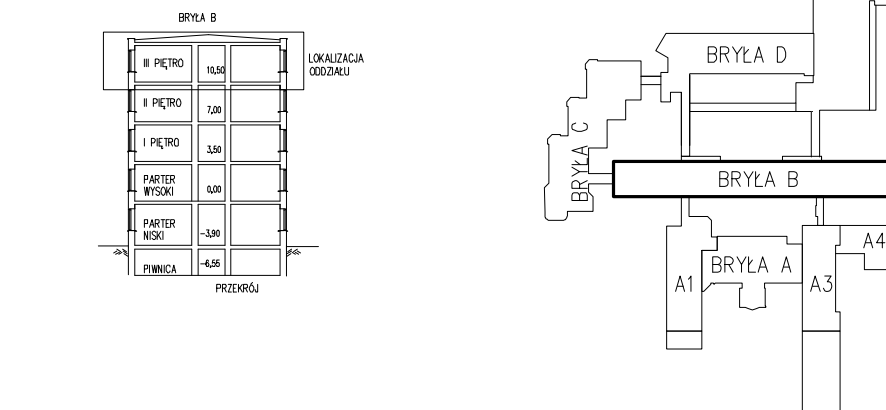 BRYŁA B
III PIĘTRO
10,50
LOKALIZACJA
ODDZIAŁU
II PIĘTRO
7,00
I PIĘTRO
3,50
PARTER
WYSOKI
0,00
PARTER
NISKI
-3,90
PIWNICA
-6,55
PRZEKRÓJ
BRYŁA D
BRYŁA C
BRYŁA B
BRYŁA A
A1
A3
A4